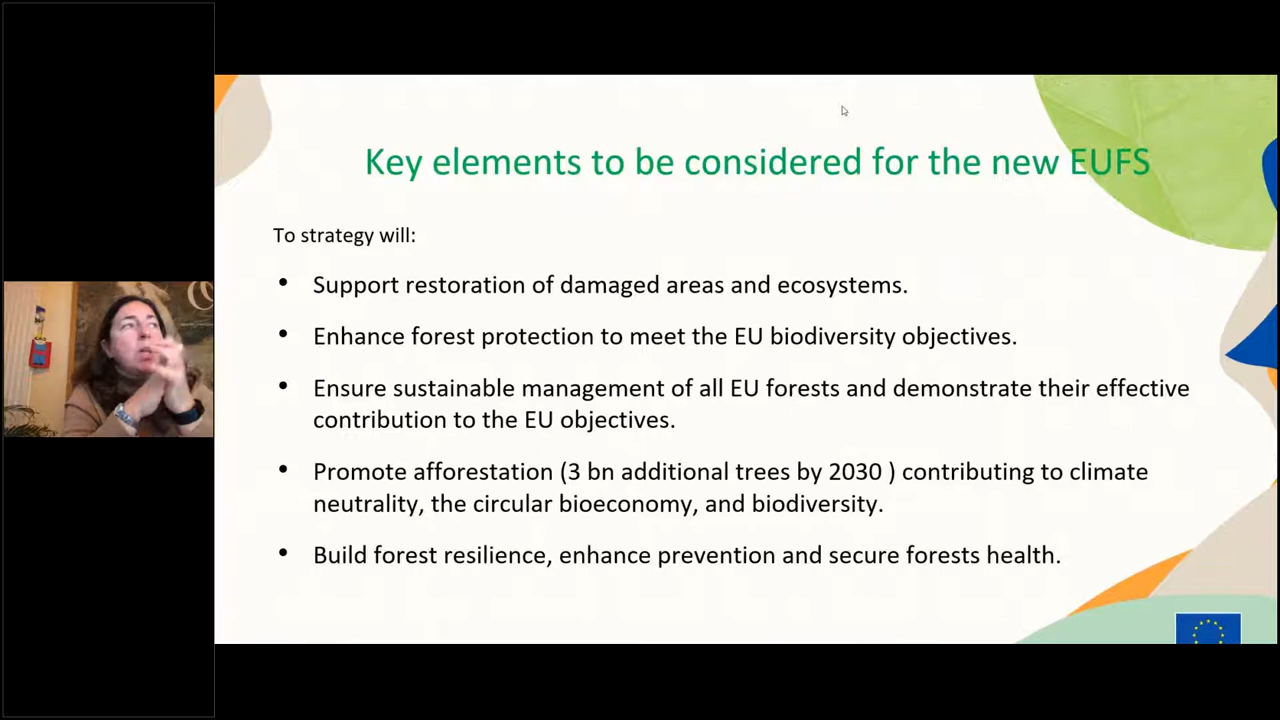 Key elements to be considered for the new EUFS
To strategy will:
• Support restoration of damaged areas and ecosystems.
• Enhance forest protection to meet the EU biodiversity objectives.
• Ensure sustainable management of all EU forests and demonstrate their effective
contribution to the EU objectives.
• Promote afforestation (3 bn additional trees by 2030 ) contributing to climate
neutrality, the circular bioeconomy, and biodiversity.
• Build forest resilience, enhance prevention and secure forests health.